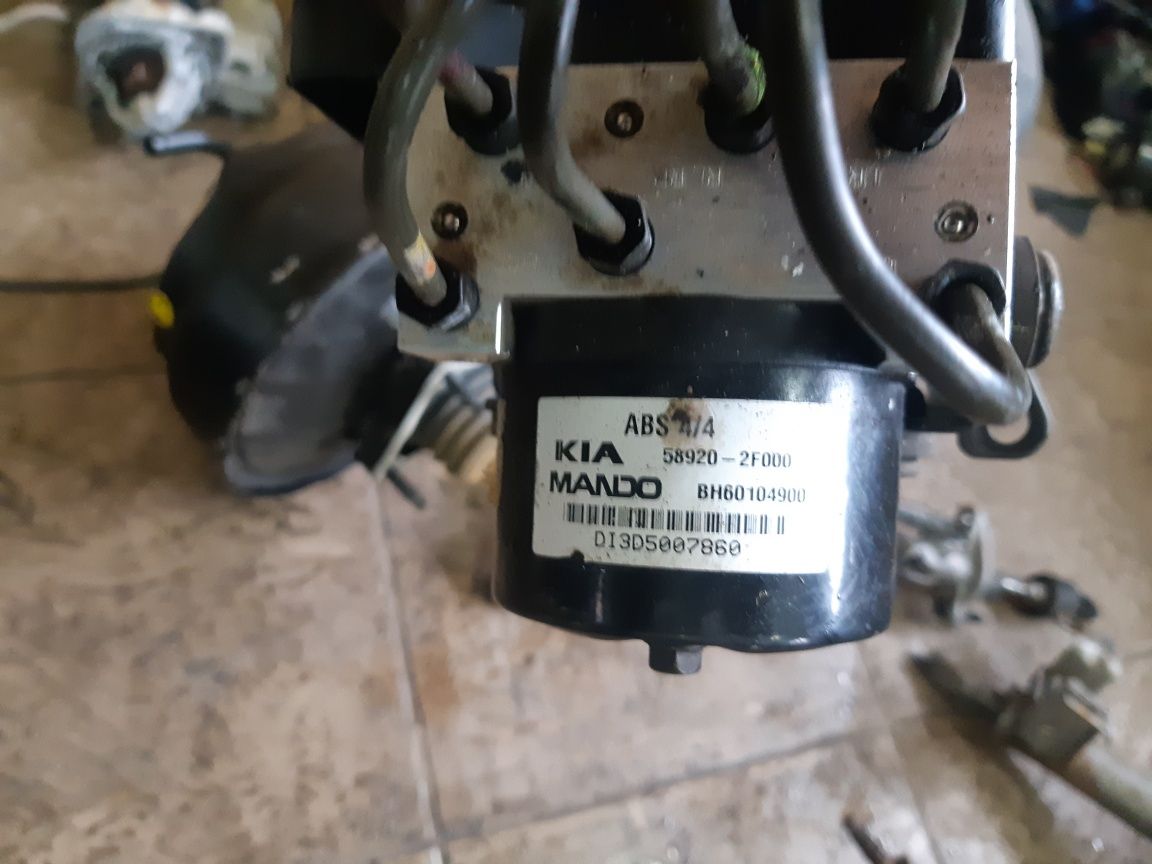 ABS 4/4
KIA 58920-2F000
MANDO BH60104900
DI3D5007860